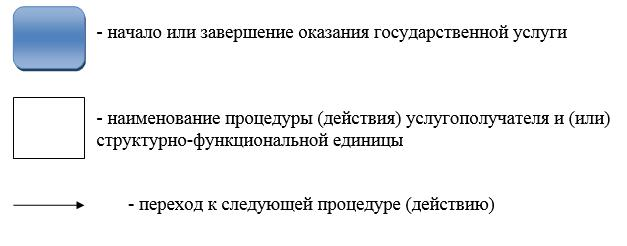 - начало или завершение оказания государственной услуги
- наименование процедуры (действия) услугополучателя и (или)
структурно-функциональной единицы
- переход к следующей процедуре (действию)